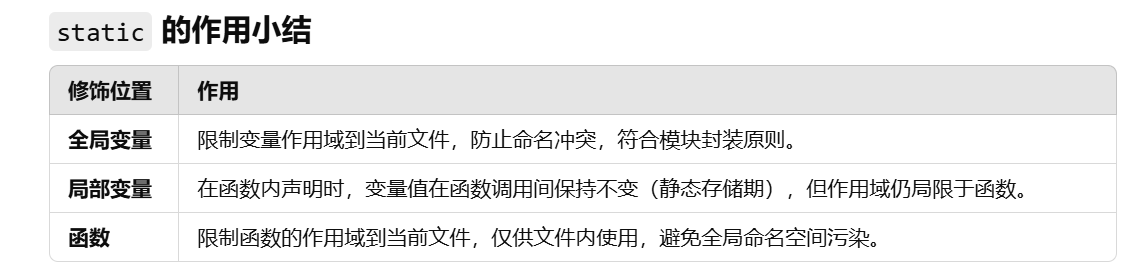 static 的作用小结
修饰位置 作用
全局变量 限制变量作用域到当前文件，防止命名冲突，符合模块封装原则。
局部变量 在函数内声明时，变量值在函数调用间保持不变（静态存储期），但作用域仍局限于函数。
函数 限制函数的作用域到当前文件，仅供文件内使用，避免全局命名空间污染。